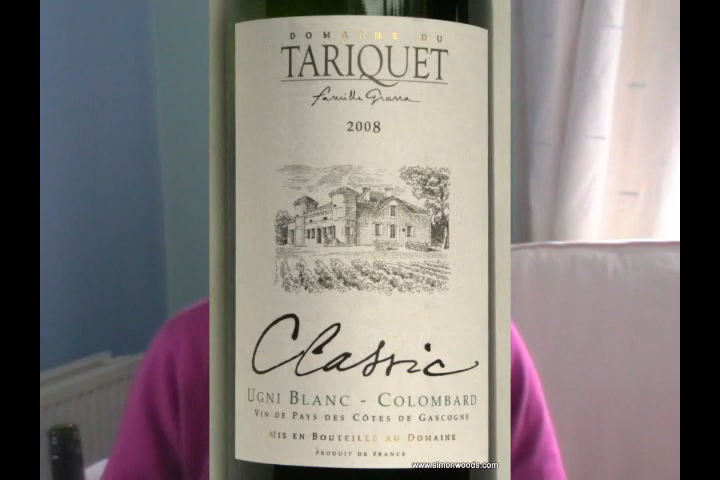 DOMAINE DU
TARIQUET
Famille Grassa
2008
Classic
UGNI BLANC - COLOMBARD
VIN DE PAYS DES CÔTES DE GASCOGNE
MIS EN BOUTEILLE AU DOMAINE
PRODUIT DE FRANCE
www.simonwoods.com